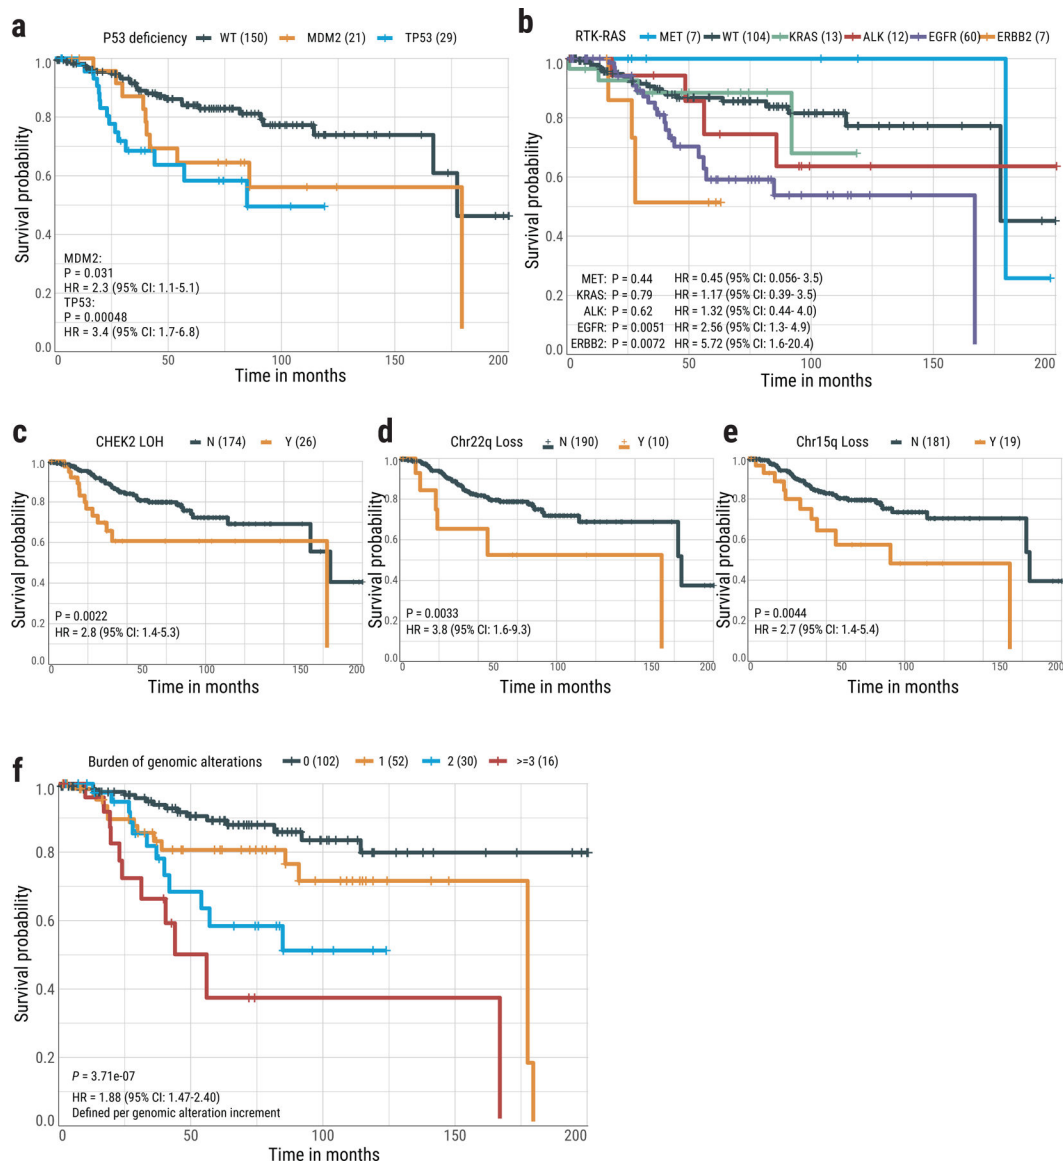 a
P53 deficiency WT (150) MDM2 (21) TP53 (29)
Survival probability
1.0
0.8
0.6
0.4
0.2
0.0
MDM2:
P = 0.031
HR = 2.3 (95% CI: 1.1-5.1)
TP53:
P = 0.00048
HR = 3.4 (95% CI: 1.7-6.8)
0 50 100 150 200
Time in months
b
RTK-RAS MET (7) WT (104) KRAS (13) ALK (12) EGFR (60) ERBB2 (7)
Survival probability
1.0
0.8
0.6
0.4
0.2
0.0
MET: P = 0.44 HR = 0.45 (95% CI: 0.056- 3.5)
KRAS: P = 0.79 HR = 1.17 (95% CI: 0.39- 3.5)
ALK: P = 0.62 HR = 1.32 (95% CI: 0.44- 4.0)
EGFR: P = 0.0051 HR = 2.56 (95% CI: 1.3- 4.9)
ERBB2: P = 0.0072 HR = 5.72 (95% CI: 1.6-20.4)
0 50 100 150 200
Time in months
c
CHEK2 LOH N (174) Y (26)
Survival probability
1.0
0.8
0.6
0.4
0.2
0.0
P = 0.0022
HR = 2.8 (95% CI: 1.4-5.3)
0 50 100 150 200
Time in months
d
Chr22q Loss N (190) Y (10)
Survival probability
1.0
0.8
0.6
0.4
0.2
0.0
P = 0.0033
HR = 3.8 (95% CI: 1.6-9.3)
0 50 100 150 200
Time in months
e
Chr15q Loss N (181) Y (19)
Survival probability
1.0
0.8
0.6
0.4
0.2
0.0
P = 0.0044
HR = 2.7 (95% CI: 1.4-5.4)
0 50 100 150 200
Time in months
f
Burden of genomic alterations 0 (102) 1 (52) 2 (30) >=3 (16)
Survival probability
1.0
0.8
0.6
0.4
0.2
0.0
P = 3.71e-07
HR = 1.88 (95% CI: 1.47-2.40)
Defined per genomic alteration increment
0 50 100 150 200
Time in months